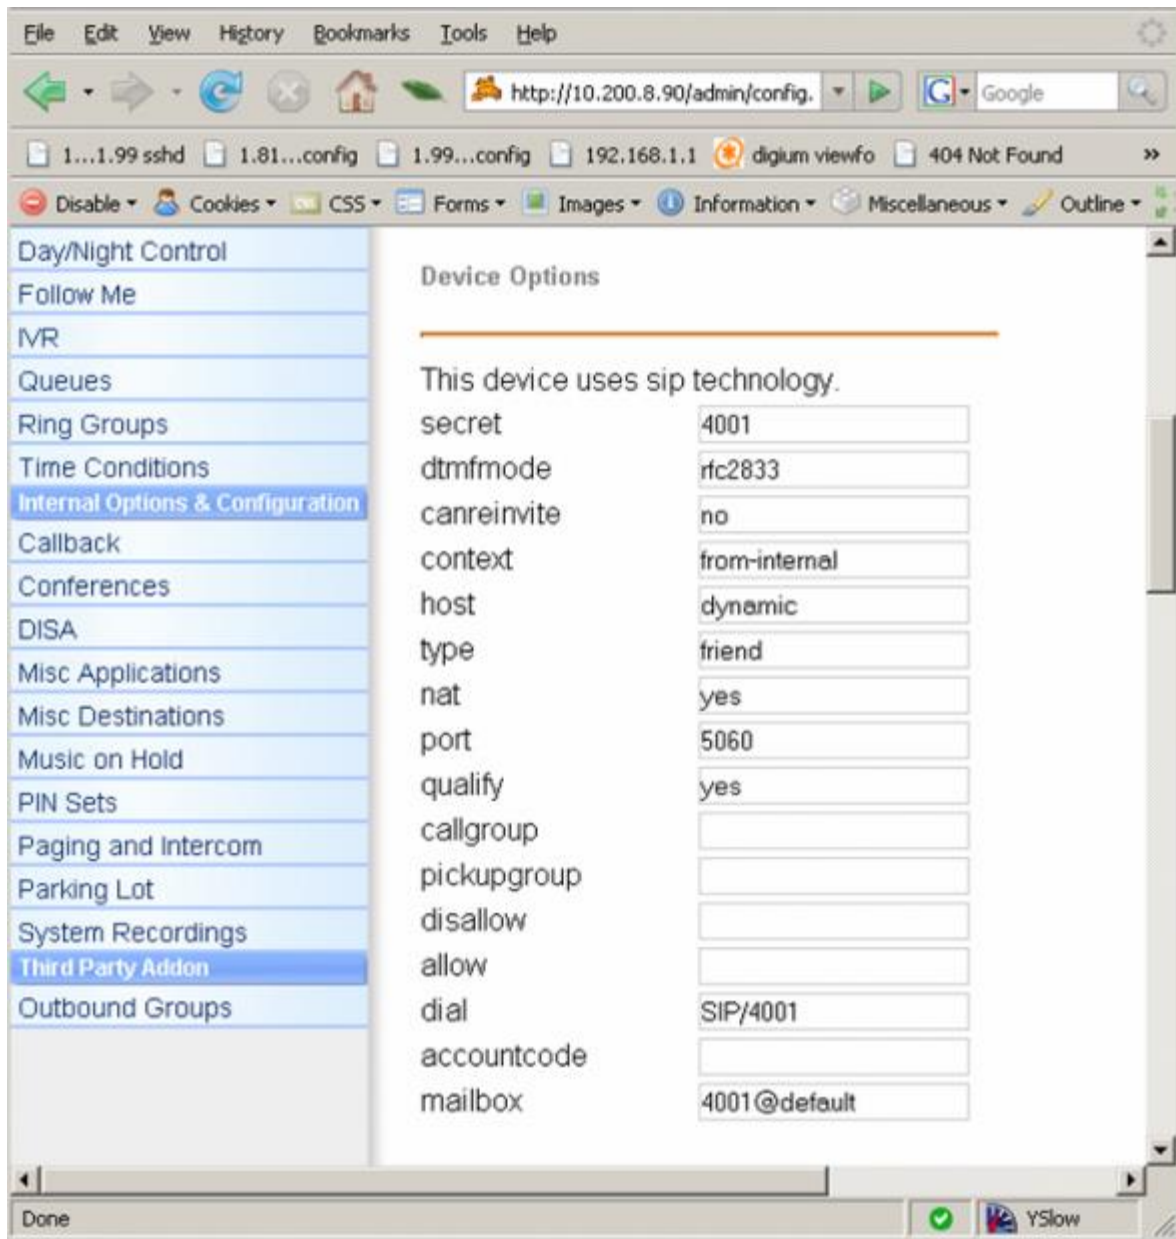 File Edit View History Bookmarks Tools Help
http://10.200.8.90/admin/config. G Google
1...1.99 sshd 1.81...config 1.99...config 192.168.1.1 digium viewfo 404 Not Found »
Disable Cookies CSS Forms Images Information Miscellaneous Outline
Day/Night Control
Follow Me
IVR
Queues
Ring Groups
Time Conditions
Internal Options & Configuration
Callback
Conferences
DISA
Misc Applications
Misc Destinations
Music on Hold
PIN Sets
Paging and Intercom
Parking Lot
System Recordings
Third Party Addon
Outbound Groups
Device Options
This device uses sip technology.
secret 4001
dtmfmode rfc2833
canreinvite no
context from-internal
host dynamic
type friend
nat yes
port 5060
qualify yes
callgroup
pickupgroup
disallow
allow
dial SIP/4001
accountcode
mailbox 4001@default
Done YSlow